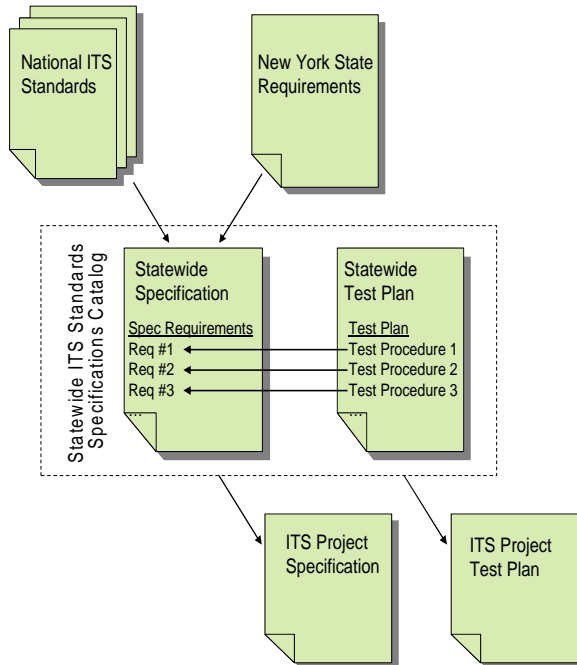 National ITS
Standards
New York State
Requirements
Statewide ITS Standards
Specifications Catalog
Statewide
Specification
Spec Requirements
Req #1
Req #2
Req #3
...
Statewide
Test Plan
Test Plan
Test Procedure 1
Test Procedure 2
Test Procedure 3
...
ITS Project
Specification
ITS Project
Test Plan